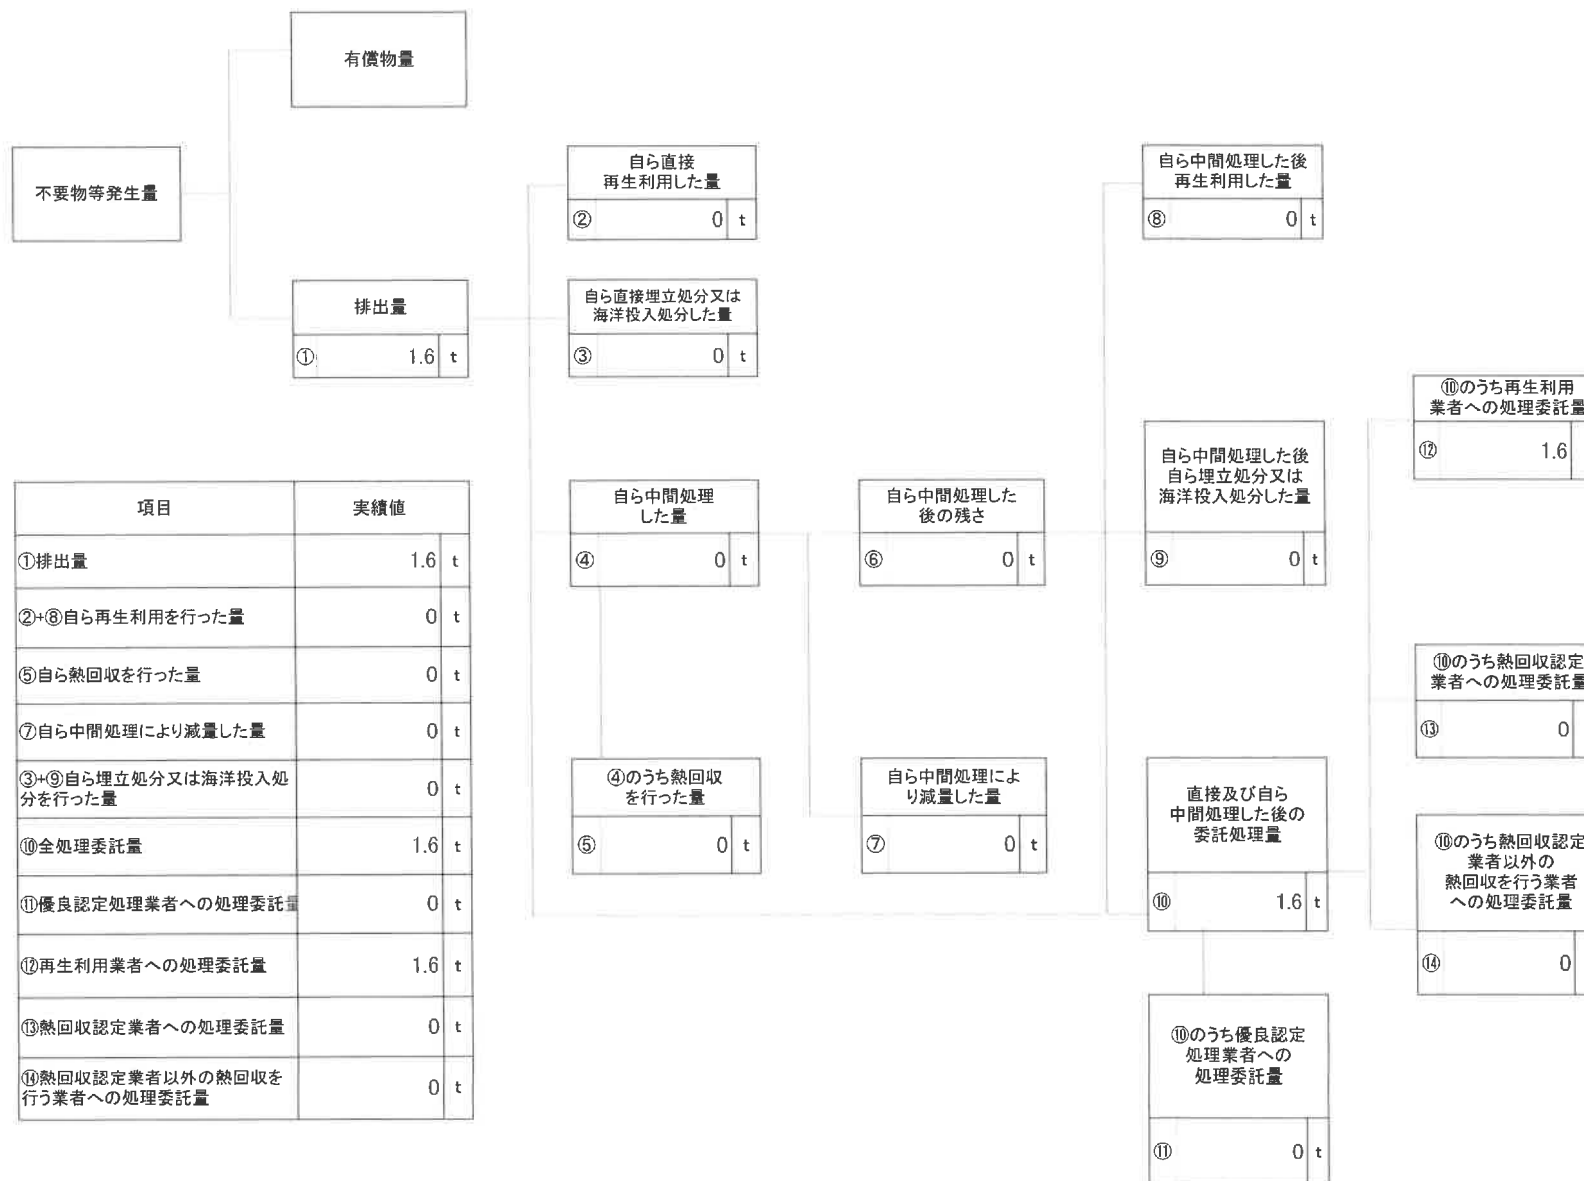 有償物量
不要物等発生量
排出量
① 1.6 t
自ら直接
再生利用した量
② 0 t
自ら直接埋立処分又は
海洋投入処分した量
③ 0 t
自ら中間処理
した量
④ 0 t
④のうち熱回収
を行った量
⑤ 0 t
自ら中間処理した
後の残さ
⑥ 0 t
自ら中間処理によ
り減量した量
⑦ 0 t
自ら中間処理した後
再生利用した量
⑧ 0 t
自ら中間処理した後
自ら埋立処分又は
海洋投入処分した量
⑨ 0 t
直接及び自ら
中間処理した後の
委託処理量
⑩ 1.6 t
⑩のうち優良認定
処理業者への
処理委託量
⑪ 0 t
⑩のうち再生利用
業者への処理委託量
⑫ 1.6
⑩のうち熱回収認定
業者への処理委託量
⑬ 0
⑩のうち熱回収認定
業者以外の
熱回収を行う業者
への処理委託量
⑭ 0
項目 実績値
①排出量 1.6 t
②+⑧自ら再生利用を行った量 0 t
⑤自ら熱回収を行った量 0 t
⑦自ら中間処理により減量した量 0 t
③+⑨自ら埋立処分又は海洋投入処
分を行った量 0 t
⑩全処理委託量 1.6 t
⑪優良認定処理業者への処理委託量 0 t
⑫再生利用業者への処理委託量 1.6 t
⑬熱回収認定業者への処理委託量 0 t
⑭熱回収認定業者以外の熱回収を
行う業者への処理委託量 0 t